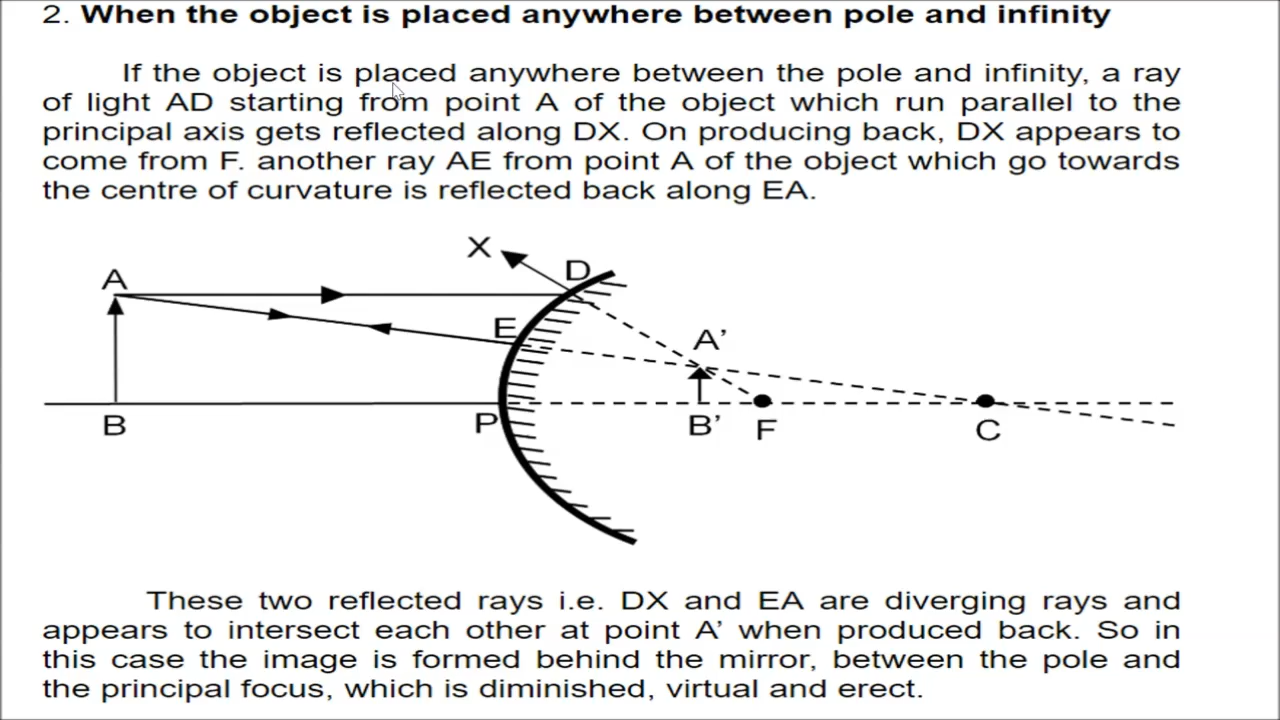 2. When the object is placed anywhere between pole and infinity
If the object is placed anywhere between the pole and infinity, a ray
of light AD starting from point A of the object which run parallel to the
principal axis gets reflected along DX. On producing back, DX appears to
come from F. another ray AE from point A of the object which go towards
the centre of curvature is reflected back along EA.
X
D
A
E
A’
B
P
B’
F
C
These two reflected rays i.e. DX and EA are diverging rays and
appears to intersect each other at point A’ when produced back. So in
this case the image is formed behind the mirror, between the pole and
the principal focus, which is diminished, virtual and erect.